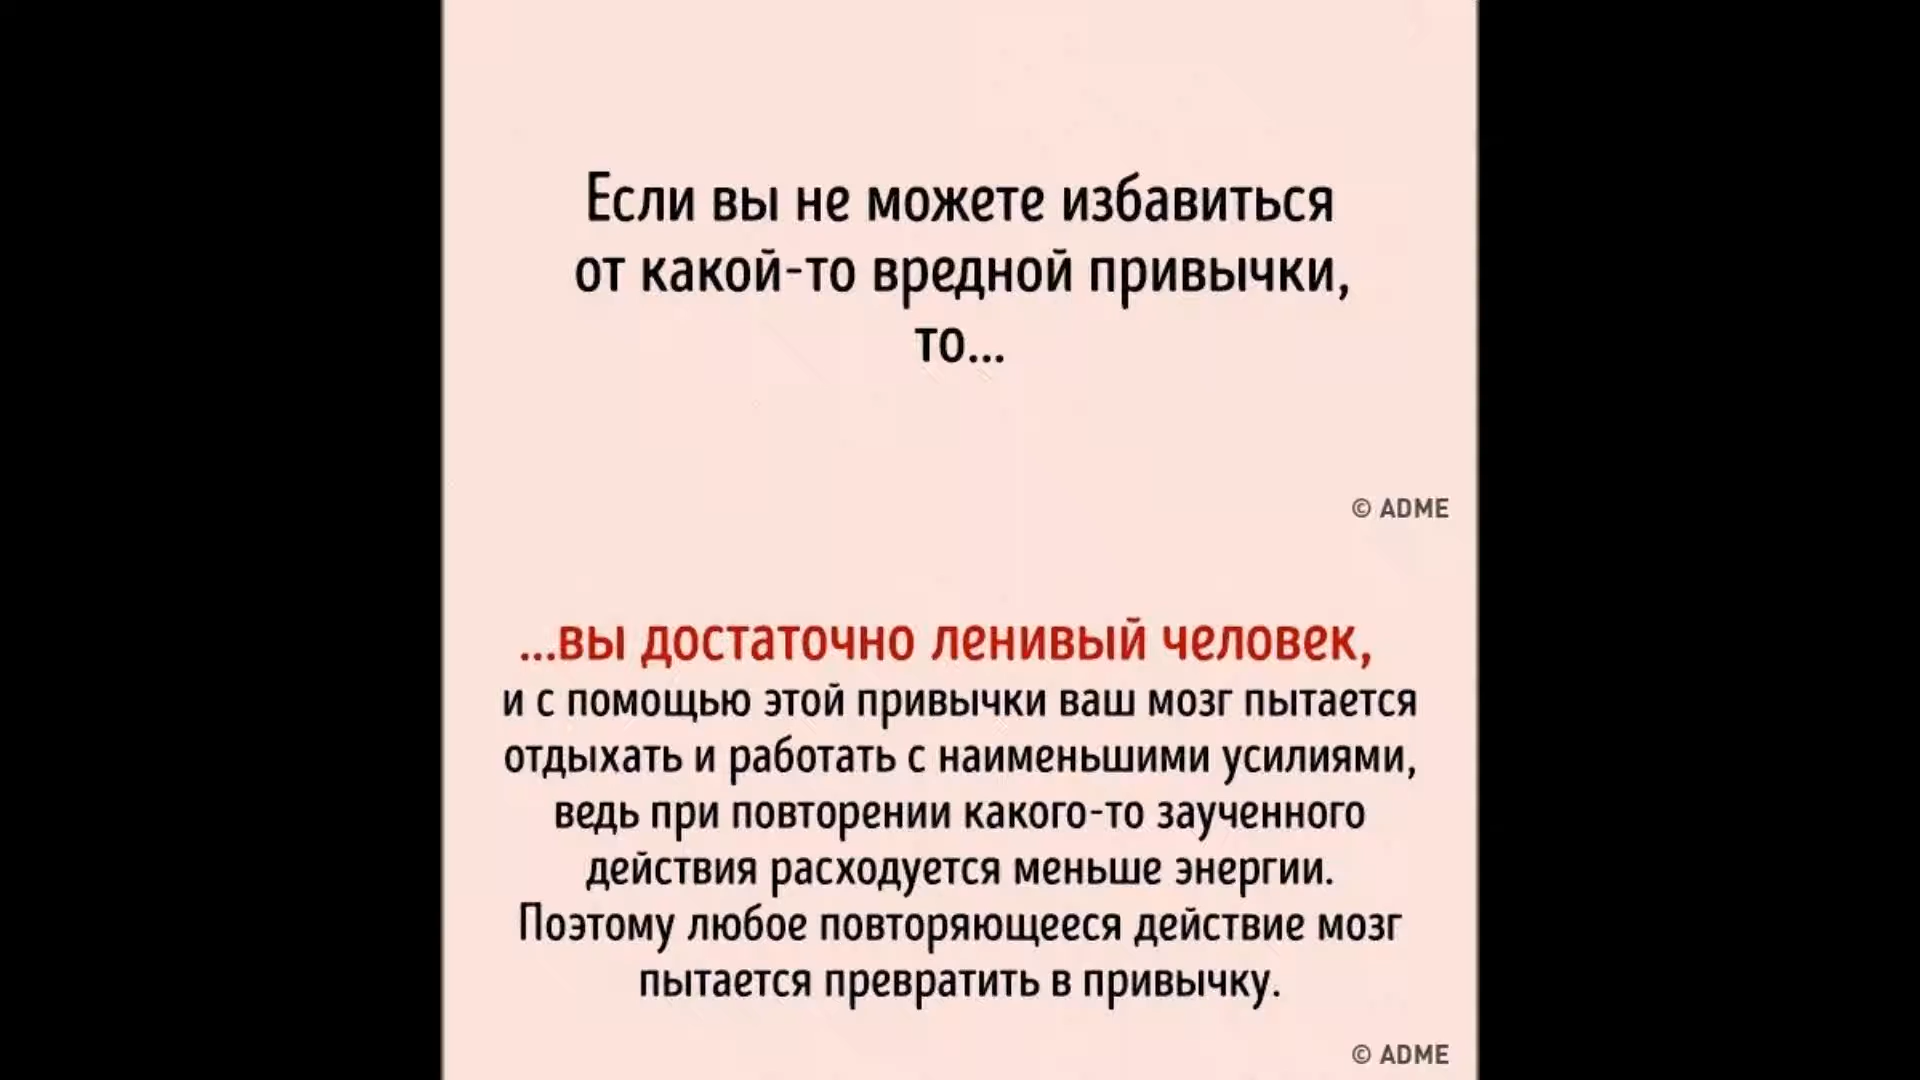 Если вы не можете избавиться
от какой-то вредной привычки,
то...
© ADME
...вы достаточно ленивый человек,
и с помощью этой привычки ваш мозг пытается
отдыхать и работать с наименьшими усилиями,
ведь при повторении какого-то заученного
действия расходуется меньше энергии.
Поэтому любое повторяющееся действие мозг
пытается превратить в привычку.
© ADME